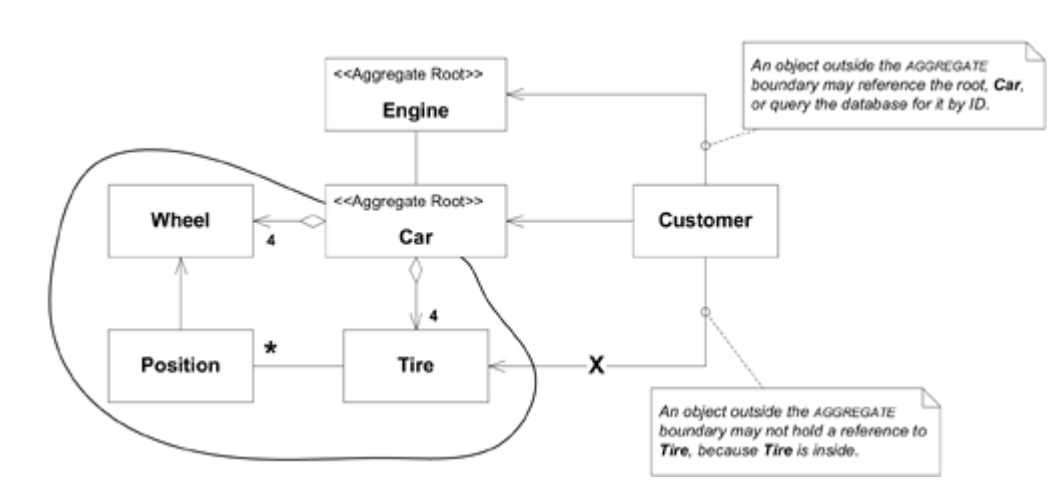 <<Aggregate Root>>
Engine
An object outside the AGGREGATE
boundary may reference the root, Car,
or query the database for it by ID.
Wheel
4
<<Aggregate Root>>
Car
Customer
4
Position
*
Tire
X
An object outside the AGGREGATE
boundary may not hold a reference to
Tire, because Tire is inside.